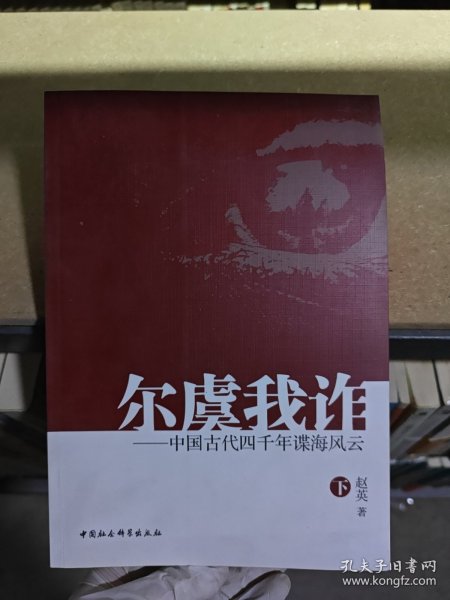 尔虞我诈
——中国古代四千年谍海风云
下
赵英 著
中国社会科学出版社
孔夫子旧书网
www.kongfz.com